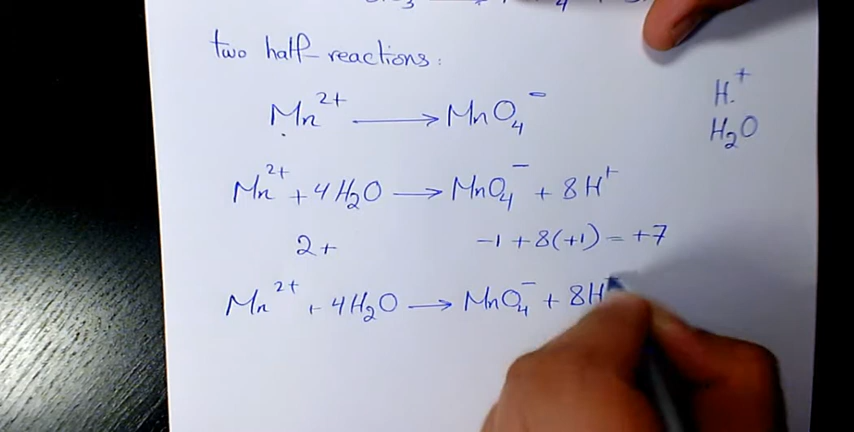 two half-reactions:
Mn²⁺ ⟶ MnO₄⁻
H⁺
H₂O
Mn²⁺ + 4H₂O ⟶ MnO₄⁻ + 8H⁺
2+ -1 + 8(+1) = +7
Mn²⁺ + 4H₂O ⟶ MnO₄⁻ + 8H